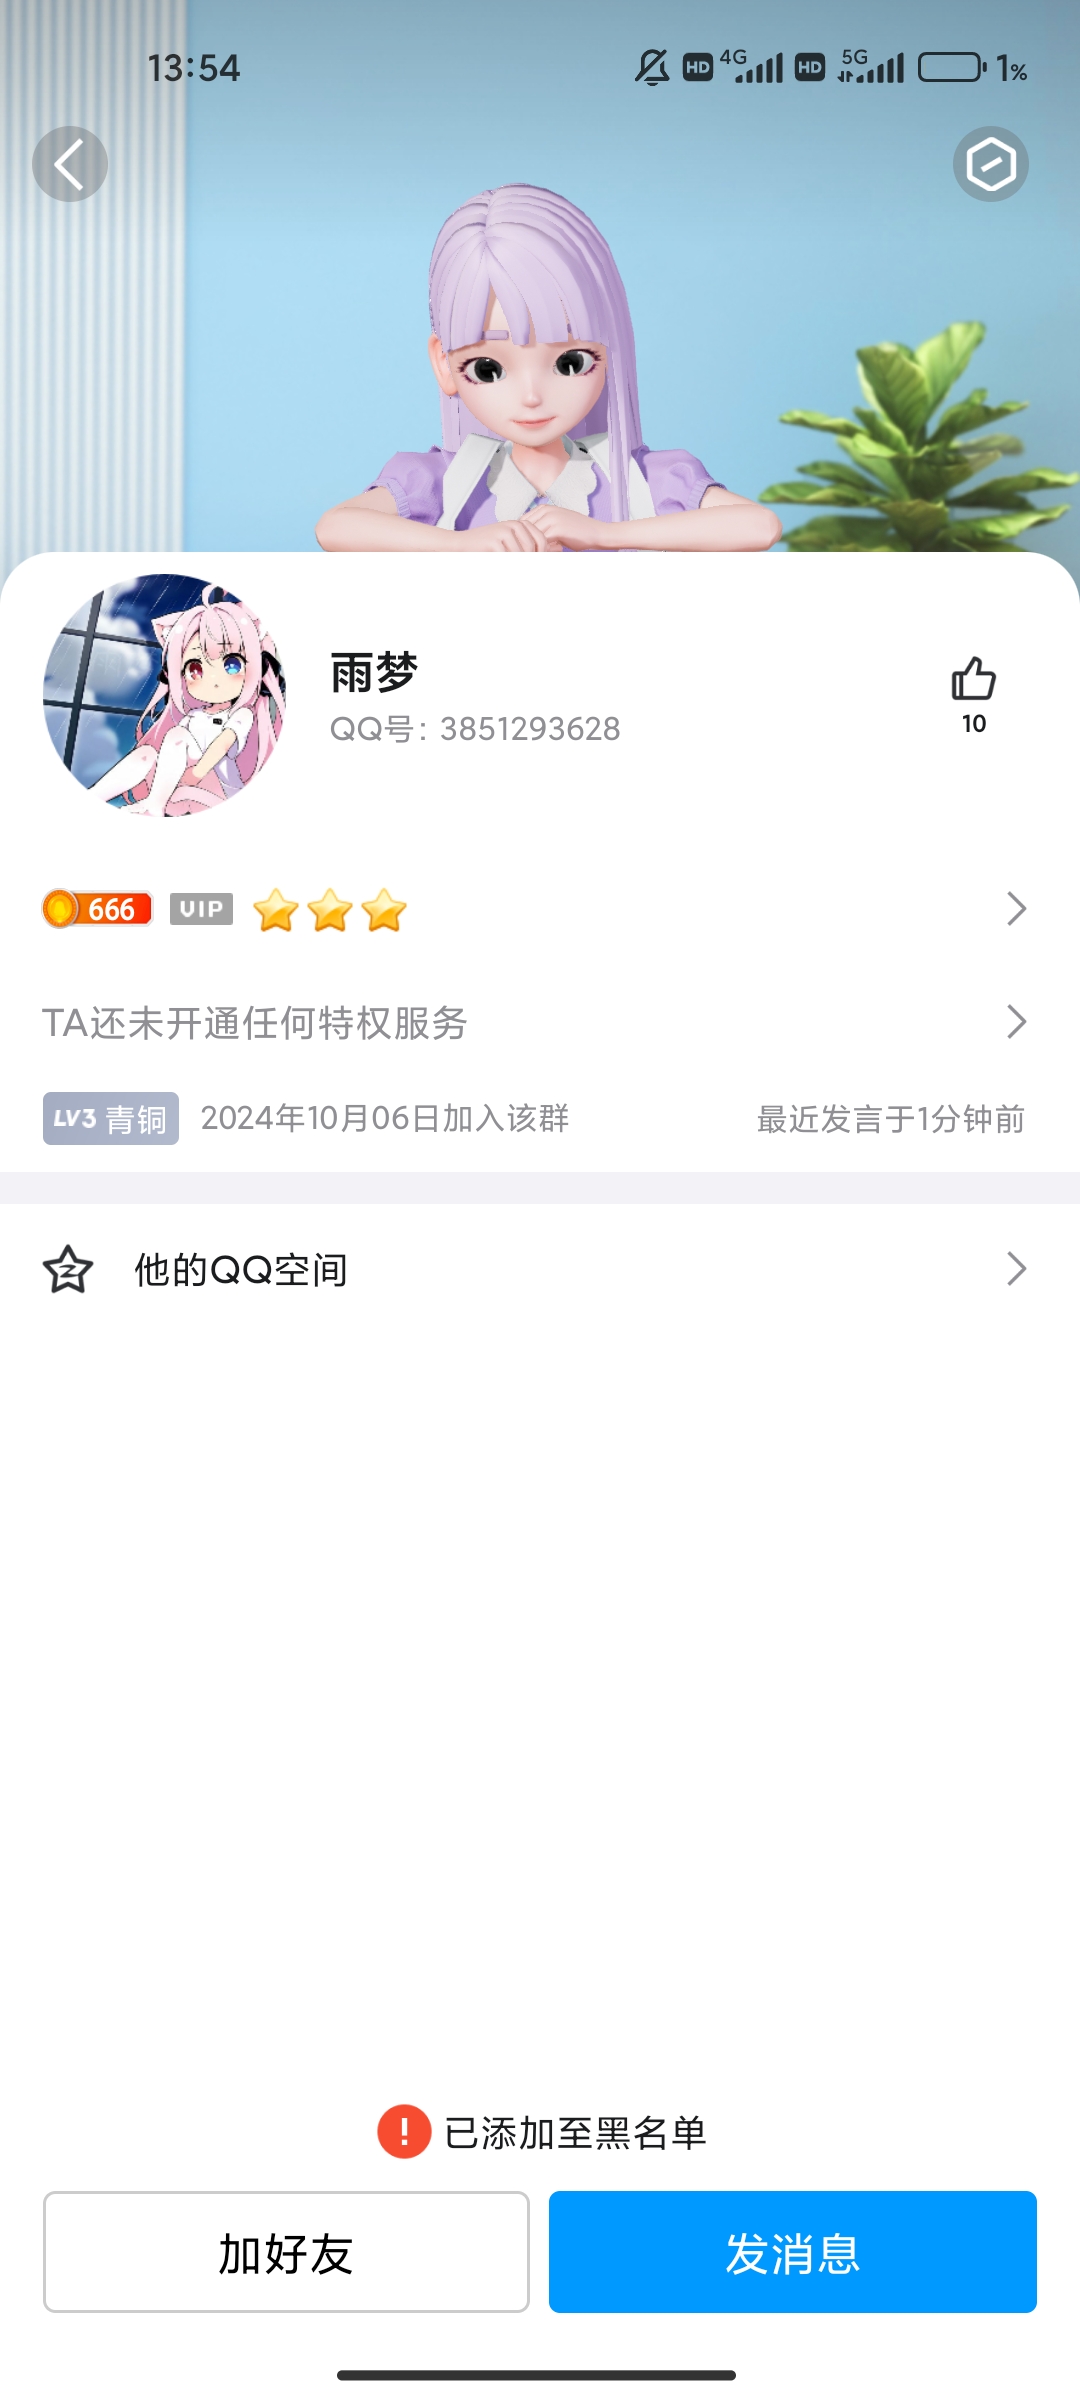 13:54
HD 4G HD 5G 1%
雨梦
QQ号：3851293628
10
666 VIP
TA还未开通任何特权服务
LV3 青铜 2024年10月06日加入该群 最近发言于1分钟前
他的QQ空间
! 已添加至黑名单
加好友 发消息